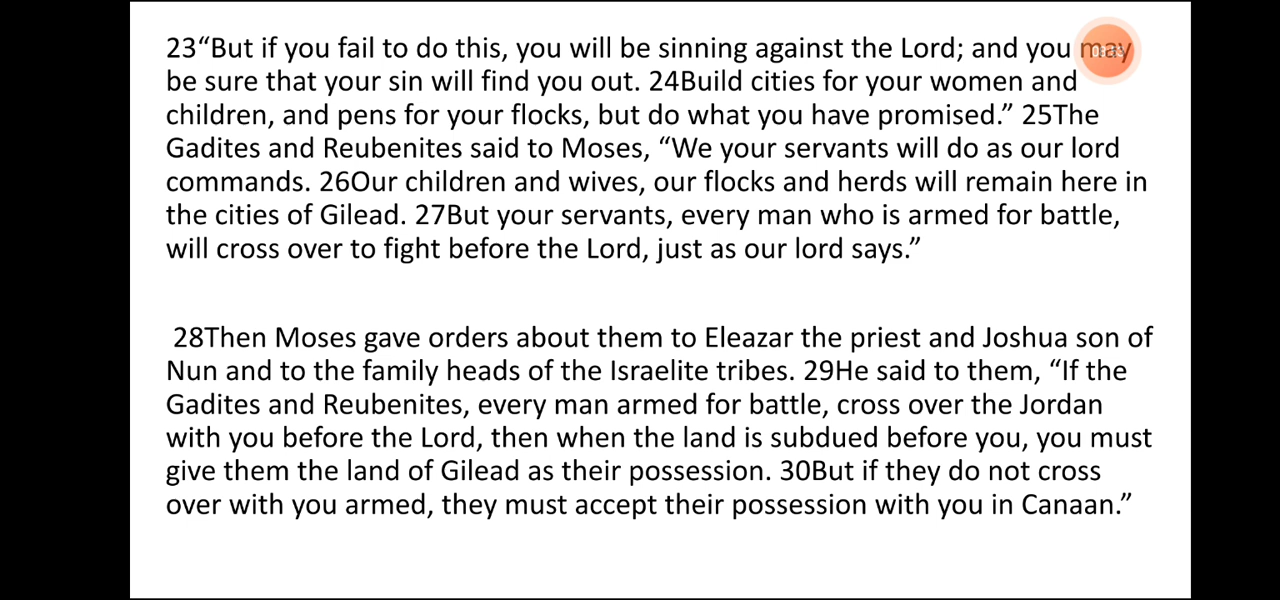 23“But if you fail to do this, you will be sinning against the Lord; and you may
be sure that your sin will find you out. 24Build cities for your women and
children, and pens for your flocks, but do what you have promised.” 25The
Gadites and Reubenites said to Moses, “We your servants will do as our lord
commands. 26Our children and wives, our flocks and herds will remain here in
the cities of Gilead. 27But your servants, every man who is armed for battle,
will cross over to fight before the Lord, just as our lord says.”
28Then Moses gave orders about them to Eleazar the priest and Joshua son of
Nun and to the family heads of the Israelite tribes. 29He said to them, “If the
Gadites and Reubenites, every man armed for battle, cross over the Jordan
with you before the Lord, then when the land is subdued before you, you must
give them the land of Gilead as their possession. 30But if they do not cross
over with you armed, they must accept their possession with you in Canaan.”